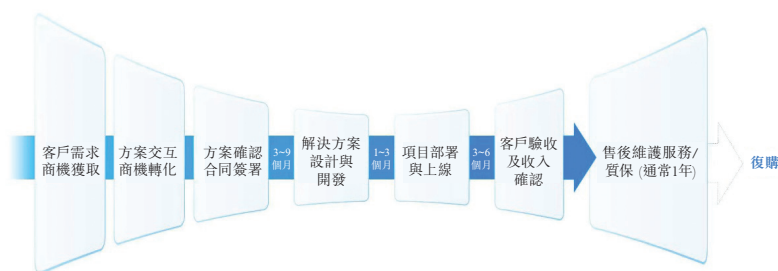 客戶需求
商機獲取
方案交互
商機轉化
方案確認
合同簽署
3~9
個月
解決方案
設計與
開發
1~3
個月
項目部署
與上線
3~6
個月
客戶驗收
及收入
確認
售後維護服務/
質保 (通常1年)
復購